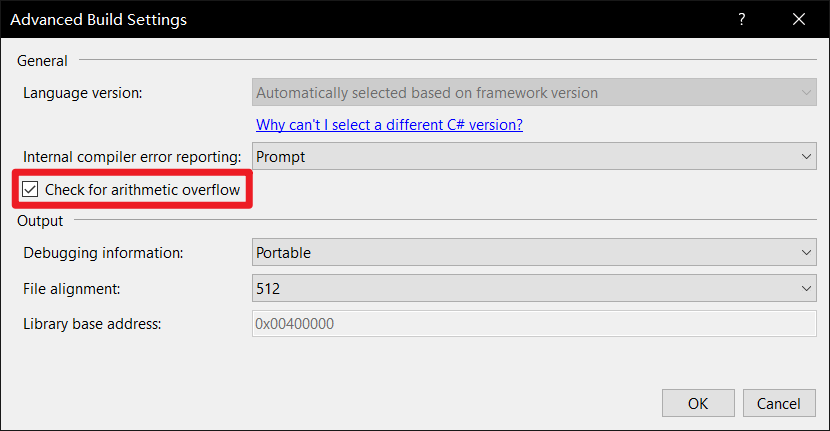 Advanced Build Settings
?
General
Language version: Automatically selected based on framework version
Why can't I select a different C# version?
Internal compiler error reporting: Prompt
Check for arithmetic overflow
Output
Debugging information: Portable
File alignment: 512
Library base address: 0x00400000
OK Cancel